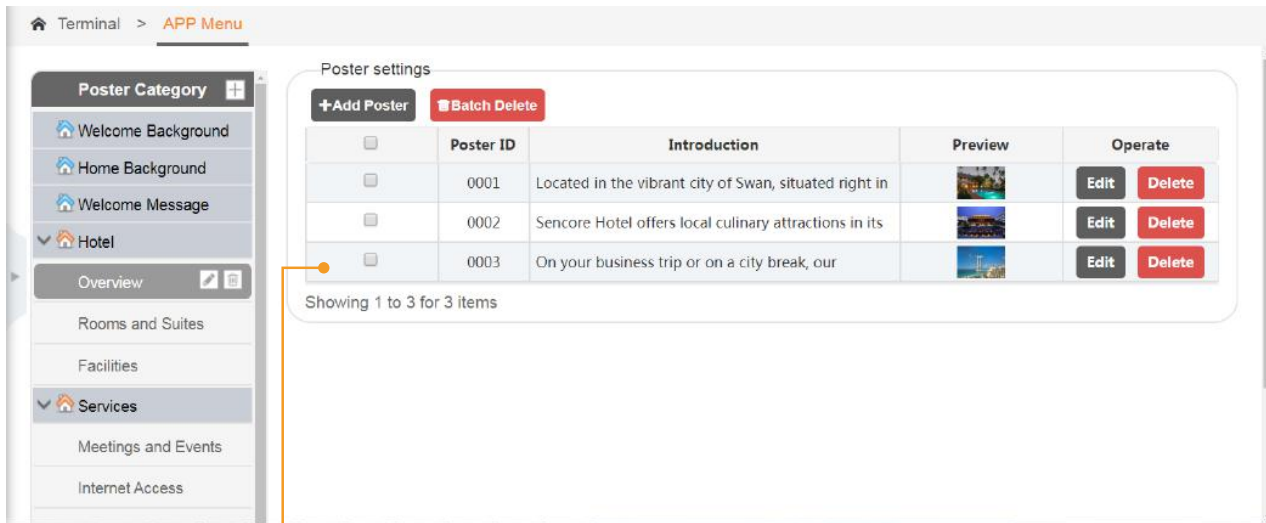 Terminal > APP Menu
Poster Category
Welcome Background
Home Background
Welcome Message
Hotel
Overview
Rooms and Suites
Facilities
Services
Meetings and Events
Internet Access
Poster settings
+Add Poster Batch Delete
Poster ID Introduction Preview Operate
0001 Located in the vibrant city of Swan, situated right in Edit Delete
0002 Sencore Hotel offers local culinary attractions in its Edit Delete
0003 On your business trip or on a city break, our Edit Delete
Showing 1 to 3 for 3 items